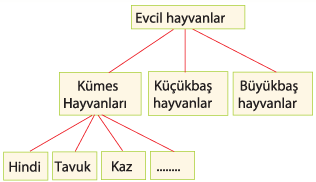 Evcil hayvanlar
Kümes
Hayvanları
Küçükbaş
hayvanlar
Büyükbaş
hayvanlar
Hindi
Tavuk
Kaz
........